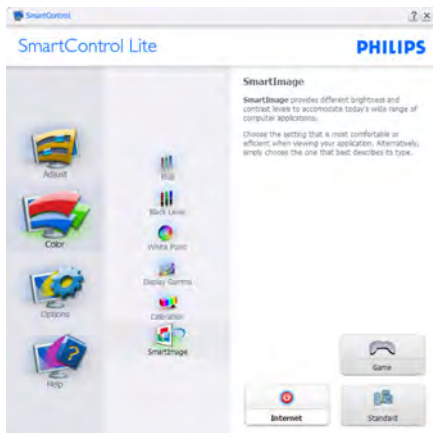 SmartControl
? X
SmartControl Lite
PHILIPS
SmartImage
SmartImage provides different brightness and
contrast levels to accomodate today's wide range of
computer applications.
Choose the setting that is most comfortable or
efficient when viewing your application. Alternatively,
simply choose the one that best describes its type.
Adjust
Color
Options
Help
RGB
Black Level
White Point
Display Gamma
Calibration
SmartImage
Game
Internet
Standard